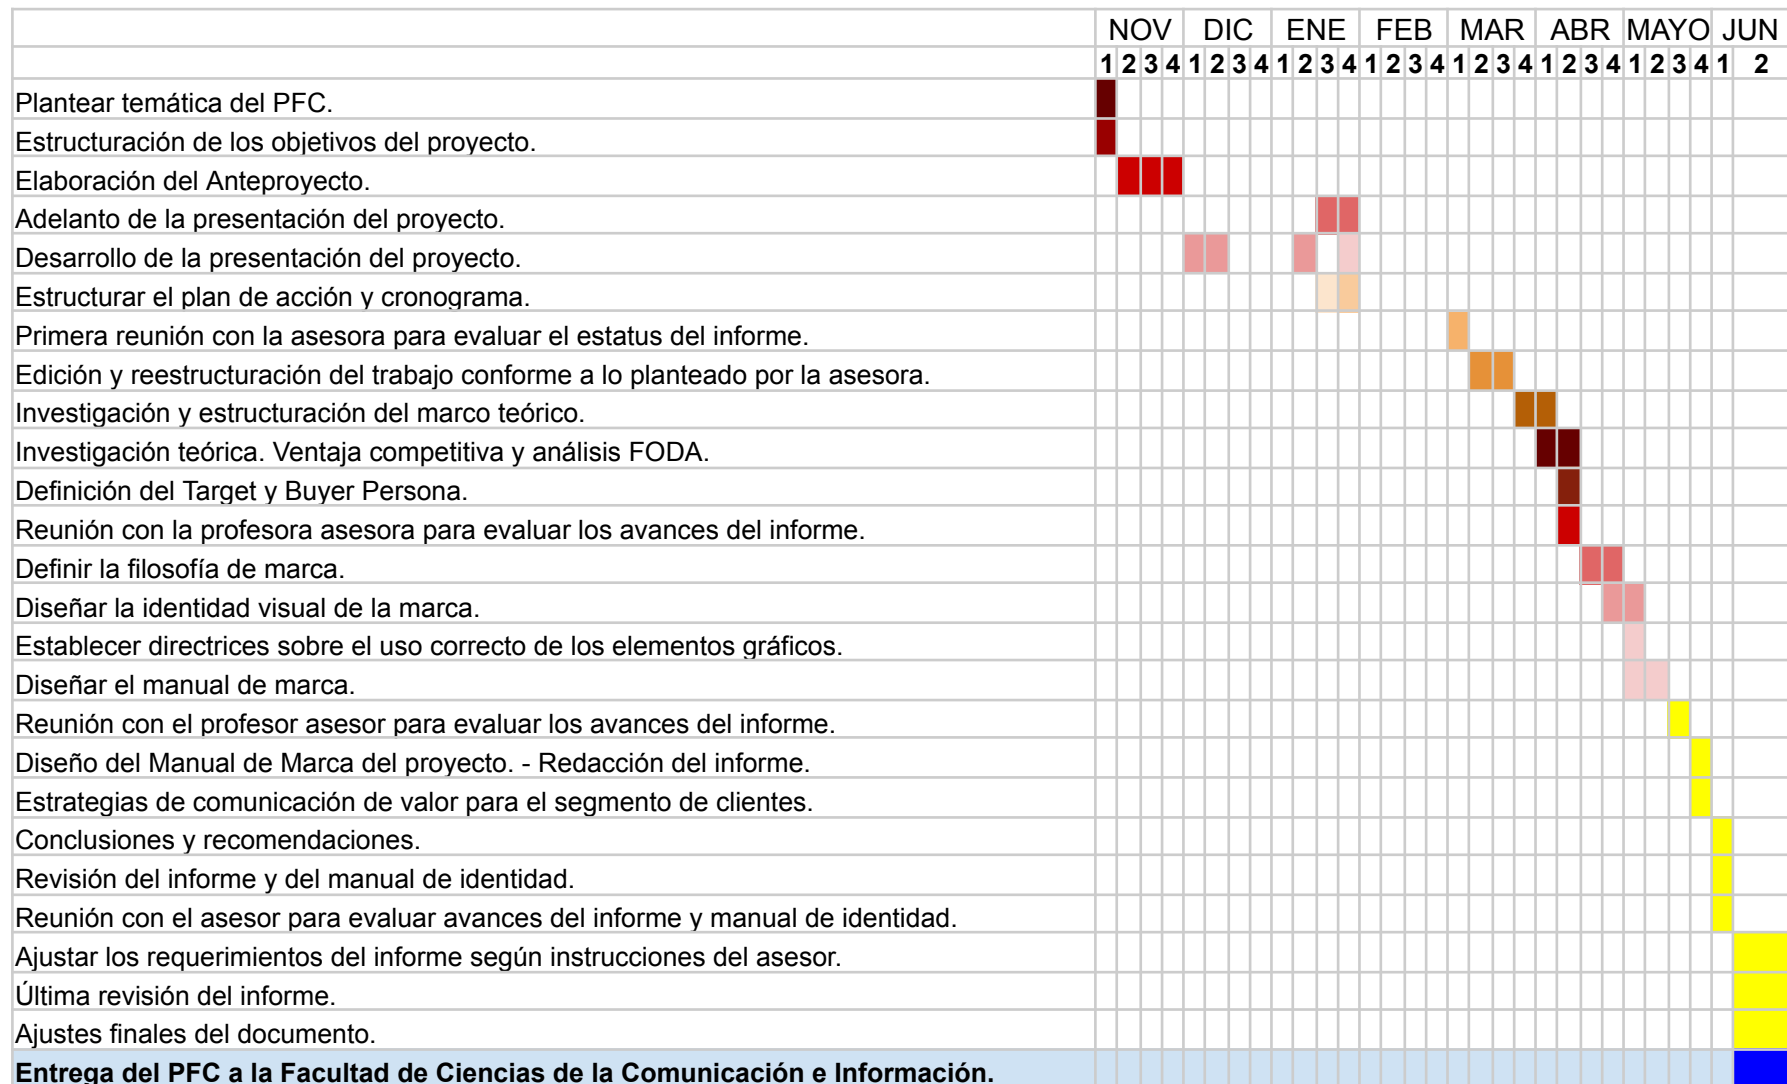 NOV DIC ENE FEB MAR ABR MAYO JUN
1 2 3 4 1 2 3 4 1 2 3 4 1 2 3 4 1 2 3 4 1 2 3 4 1 2 3 4 1 2
Plantear temática del PFC.
Estructuración de los objetivos del proyecto.
Elaboración del Anteproyecto.
Adelanto de la presentación del proyecto.
Desarrollo de la presentación del proyecto.
Estructurar el plan de acción y cronograma.
Primera reunión con la asesora para evaluar el estatus del informe.
Edición y reestructuración del trabajo conforme a lo planteado por la asesora.
Investigación y estructuración del marco teórico.
Investigación teórica. Ventaja competitiva y análisis FODA.
Definición del Target y Buyer Persona.
Reunión con la profesora asesora para evaluar los avances del informe.
Definir la filosofía de marca.
Diseñar la identidad visual de la marca.
Establecer directrices sobre el uso correcto de los elementos gráficos.
Diseñar el manual de marca.
Reunión con el profesor asesor para evaluar los avances del informe.
Diseño del Manual de Marca del proyecto. - Redacción del informe.
Estrategias de comunicación de valor para el segmento de clientes.
Conclusiones y recomendaciones.
Revisión del informe y del manual de identidad.
Reunión con el asesor para evaluar avances del informe y manual de identidad.
Ajustar los requerimientos del informe según instrucciones del asesor.
Última revisión del informe.
Ajustes finales del documento.
Entrega del PFC a la Facultad de Ciencias de la Comunicación e Información.